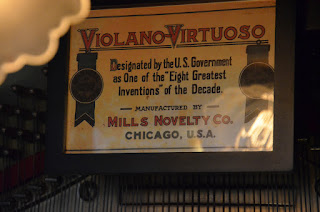 VIOLANO-VIRTUOSO
Designated by the U.S. Government
as One of the "Eight Greatest
Inventions" of the Decade.
MANUFACTURED BY
MILLS NOVELTY CO.
CHICAGO, U.S.A.